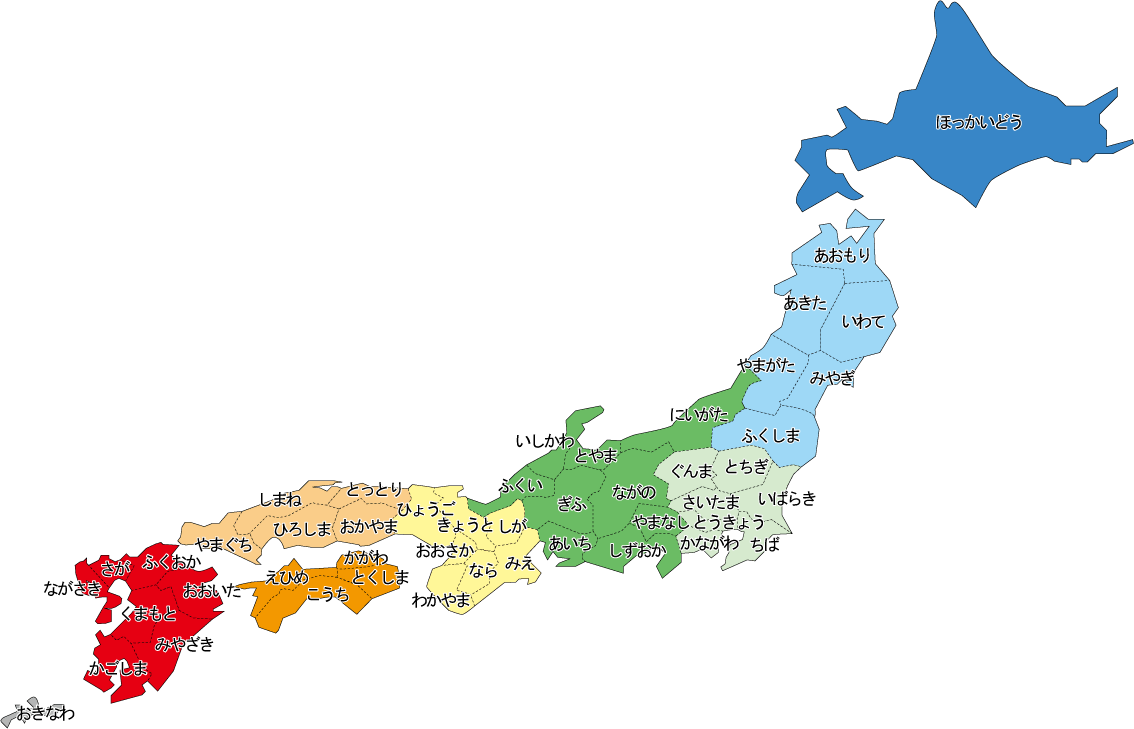 ほっかいどう
あおもり
あきた
いわて
やまがた
みやぎ
にいがた
ふくしま
いしかわ
とやま
ぐんま
とちぎ
ふくい
ながの
ぎふ
さいたま
いばらき
やまなし
とうきょう
かながわ
ちば
あいち
しずおか
しまね
とっとり
ひょうご
きょうと
しが
ひろしま
おかやま
やまぐち
おおさか
なら
みえ
わかやま
かがわ
えひめ
とくしま
こうち
さが
ふくおか
ながさき
おおいた
くまもと
みやざき
かごしま
おきなわ